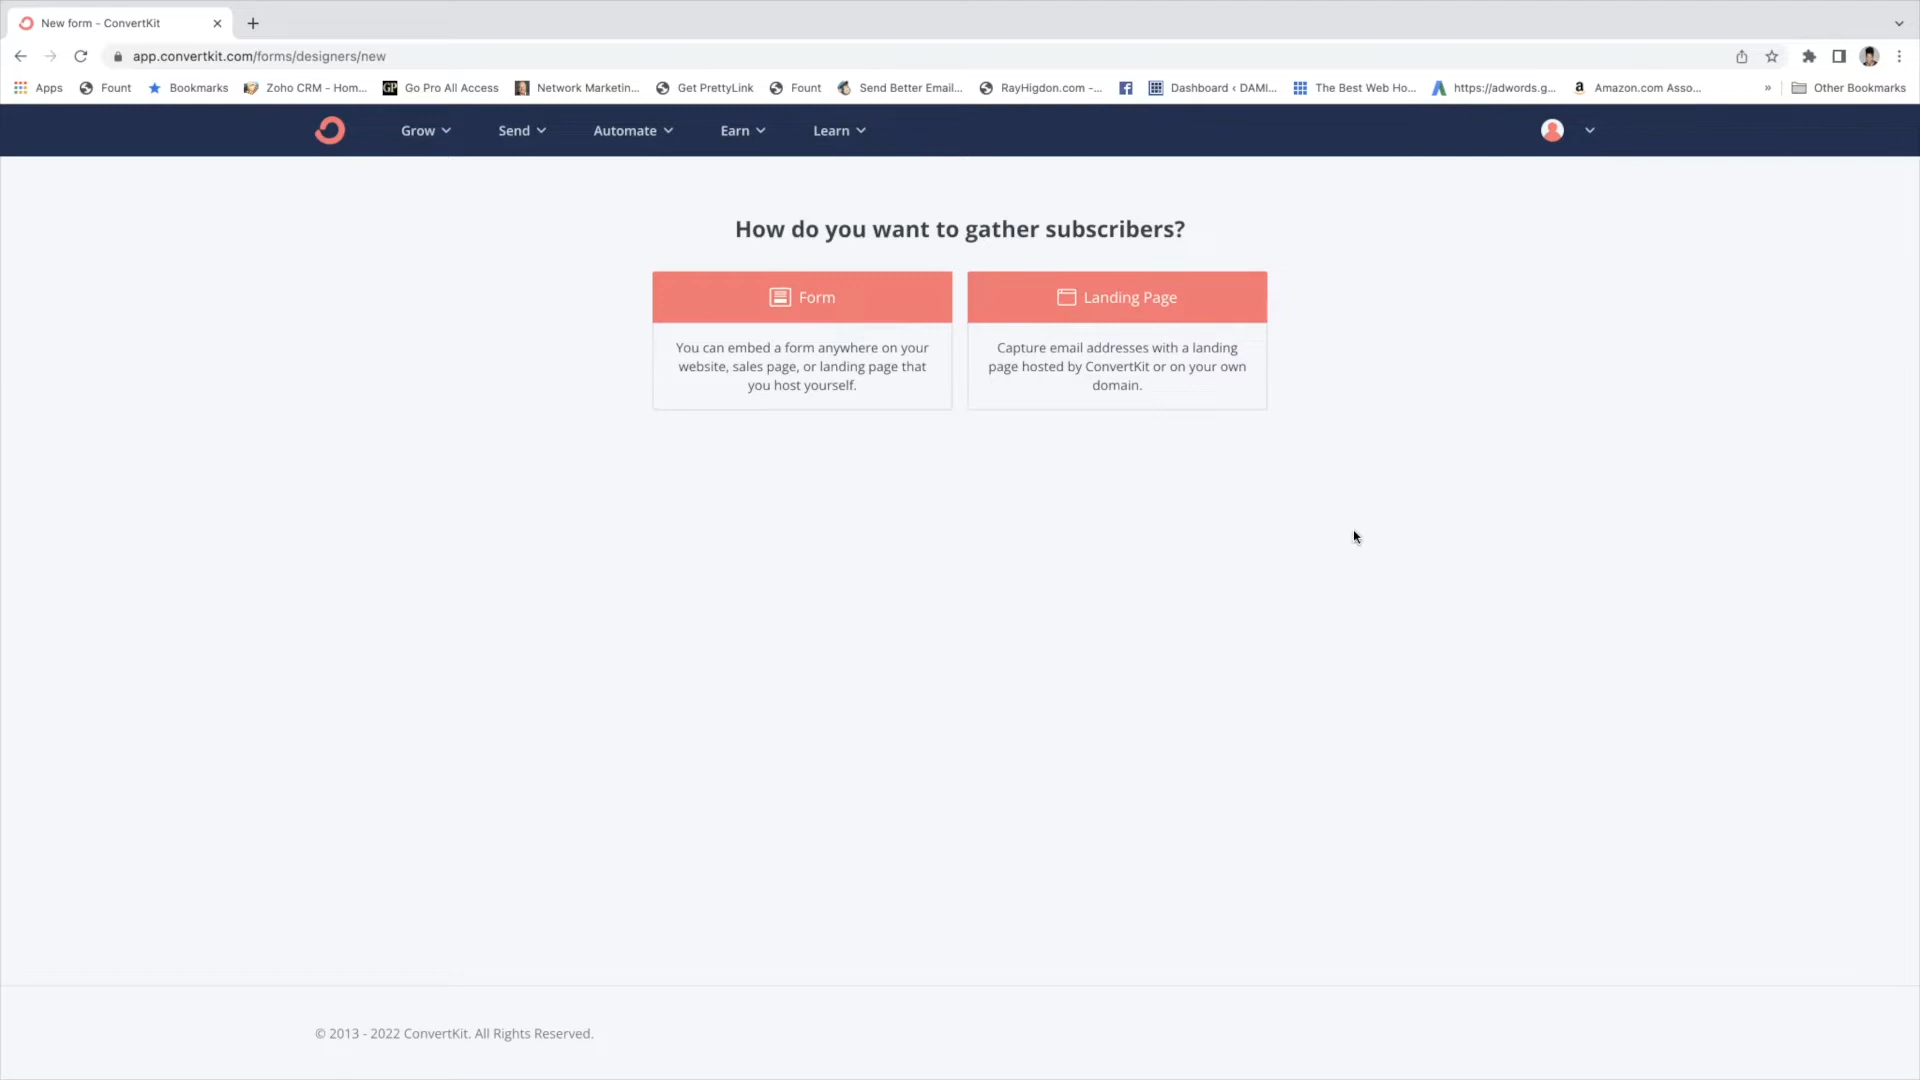 New form - ConvertKit
app.convertkit.com/forms/designers/new
Apps Fount Bookmarks Zoho CRM - Hom... Go Pro All Access Network Marketin... Get PrettyLink Fount Send Better Email... RayHigdon.com -... Dashboard ‹ DAMI... The Best Web Ho... https://adwords.g... Amazon.com Asso... » Other Bookmarks
Grow Send Automate Earn Learn
How do you want to gather subscribers?
Form
You can embed a form anywhere on your
website, sales page, or landing page that
you host yourself.
Landing Page
Capture email addresses with a landing
page hosted by ConvertKit or on your own
domain.
© 2013 - 2022 ConvertKit. All Rights Reserved.